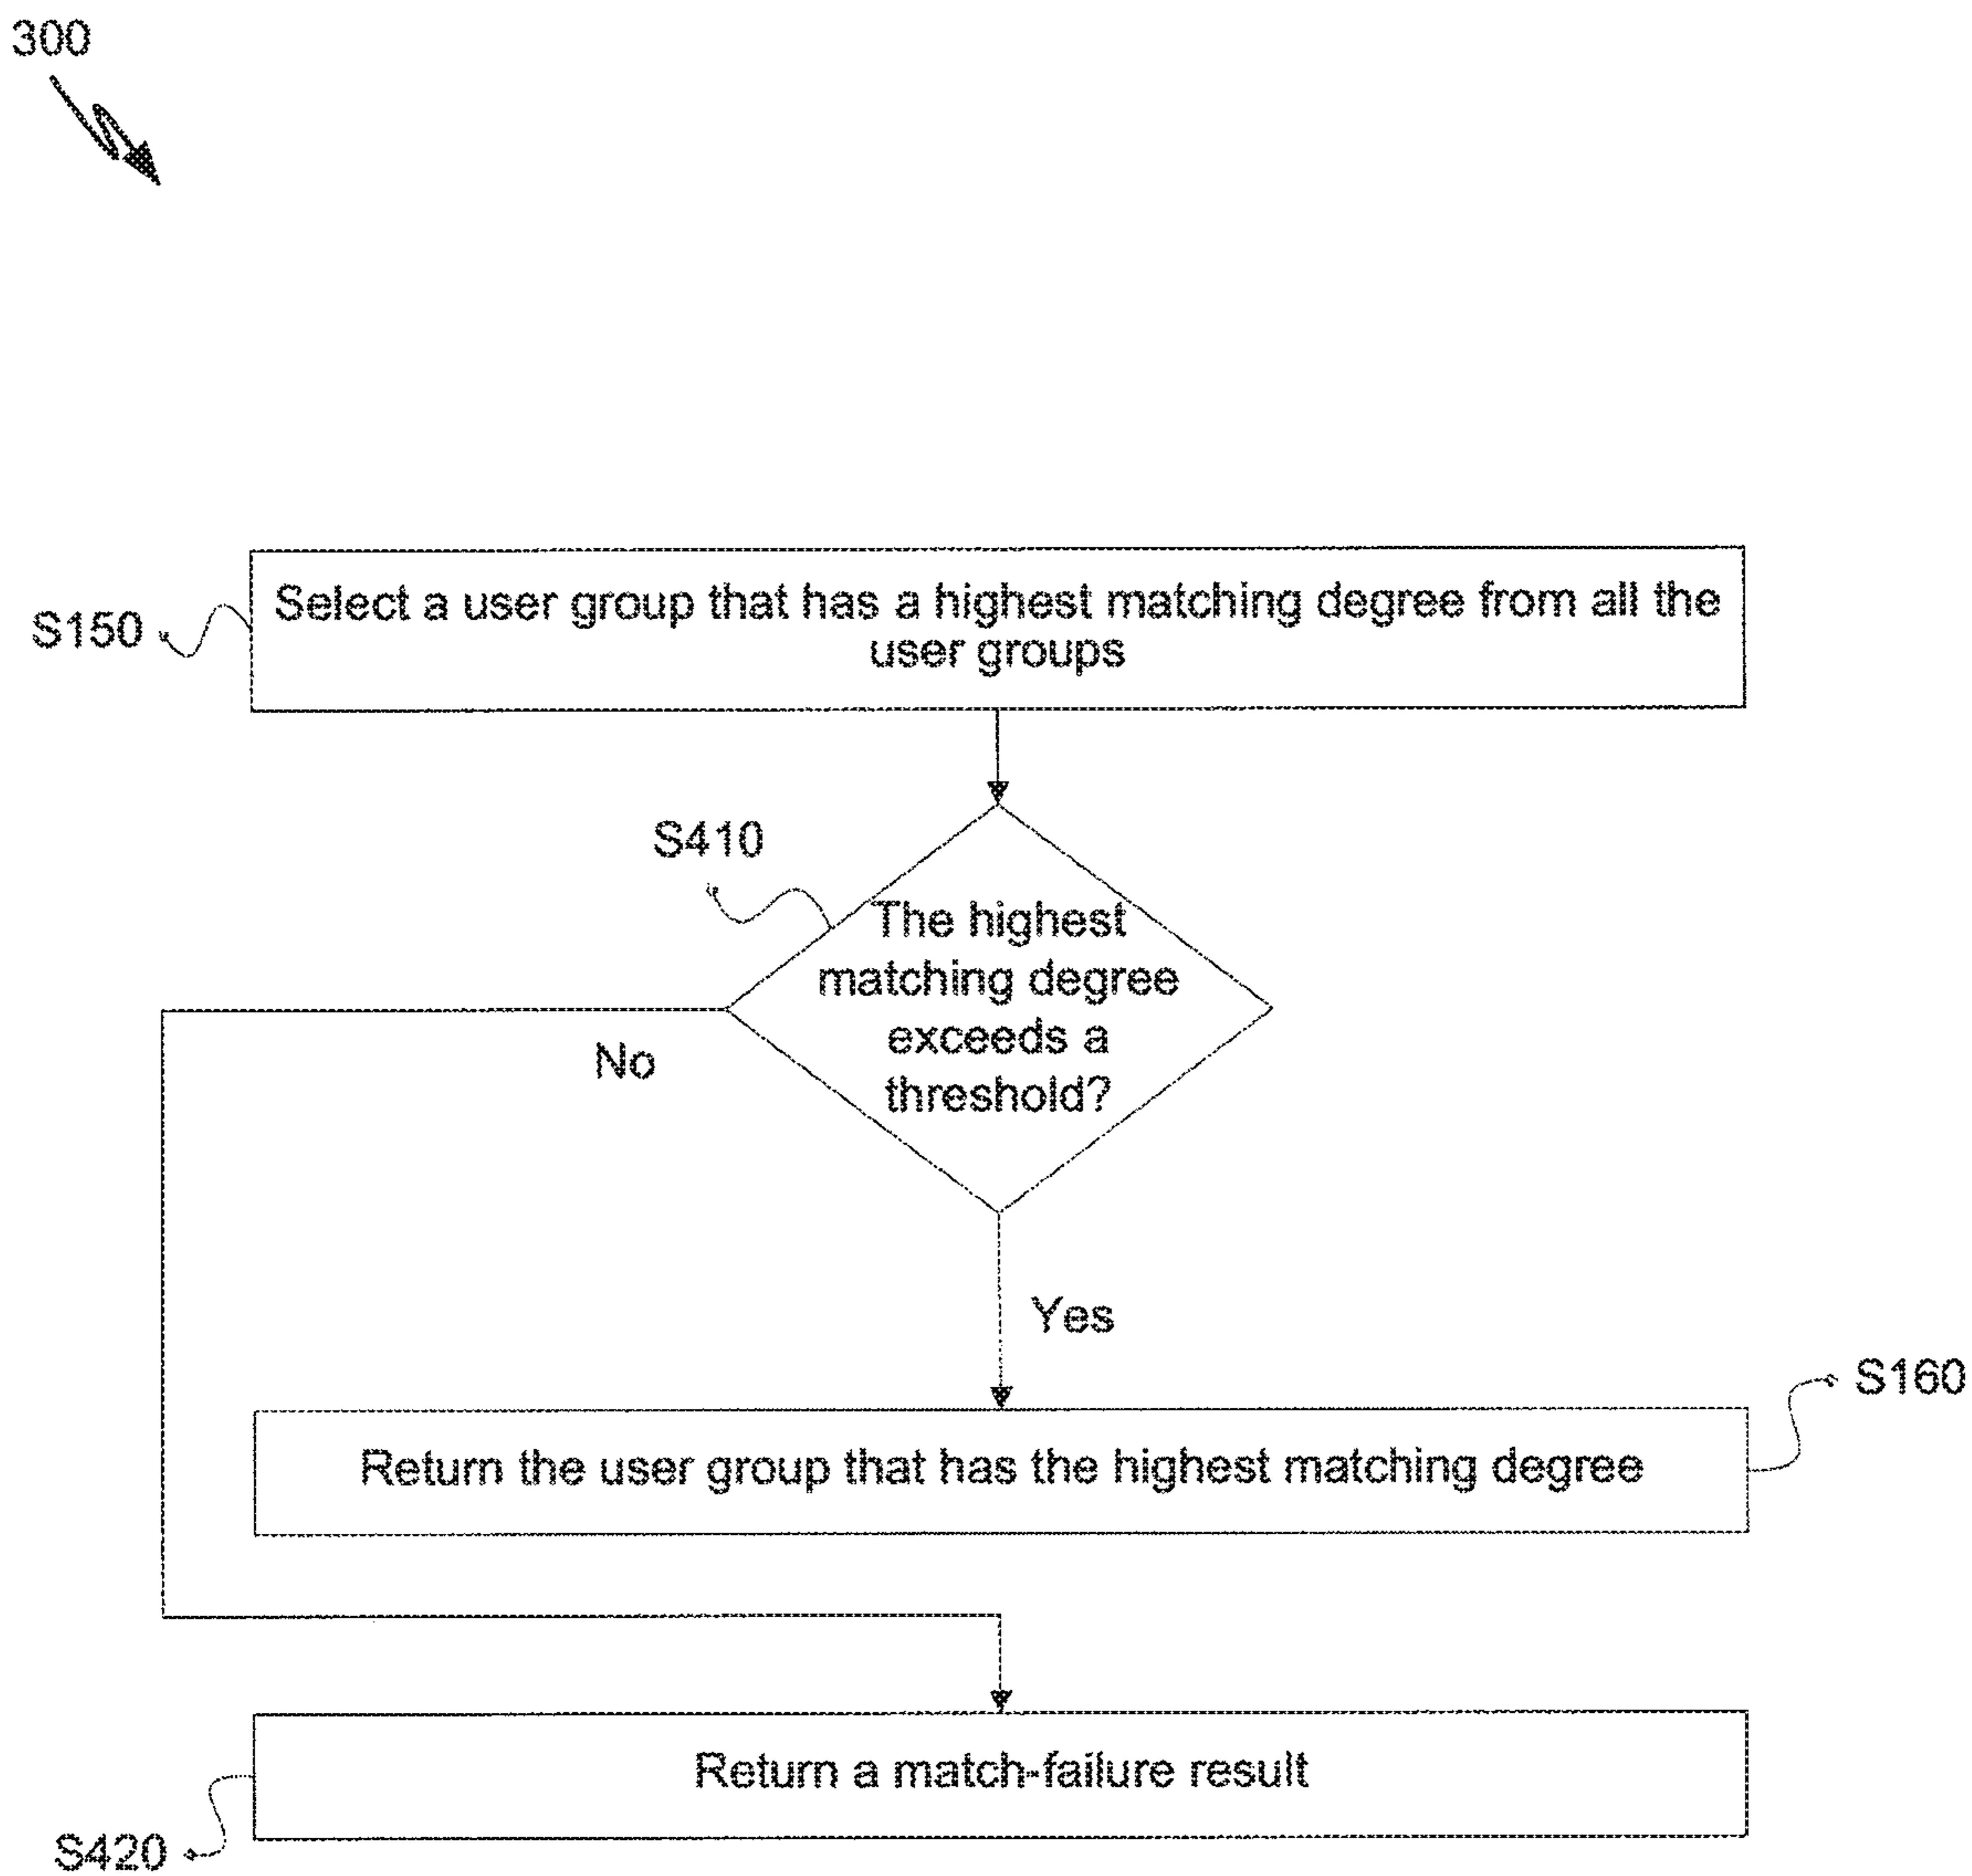 300
S150
Select a user group that has a highest matching degree from all the
user groups
S410
The highest
matching degree
exceeds a
threshold?
No
Yes
S160
Return the user group that has the highest matching degree
Return a match-failure result
S420